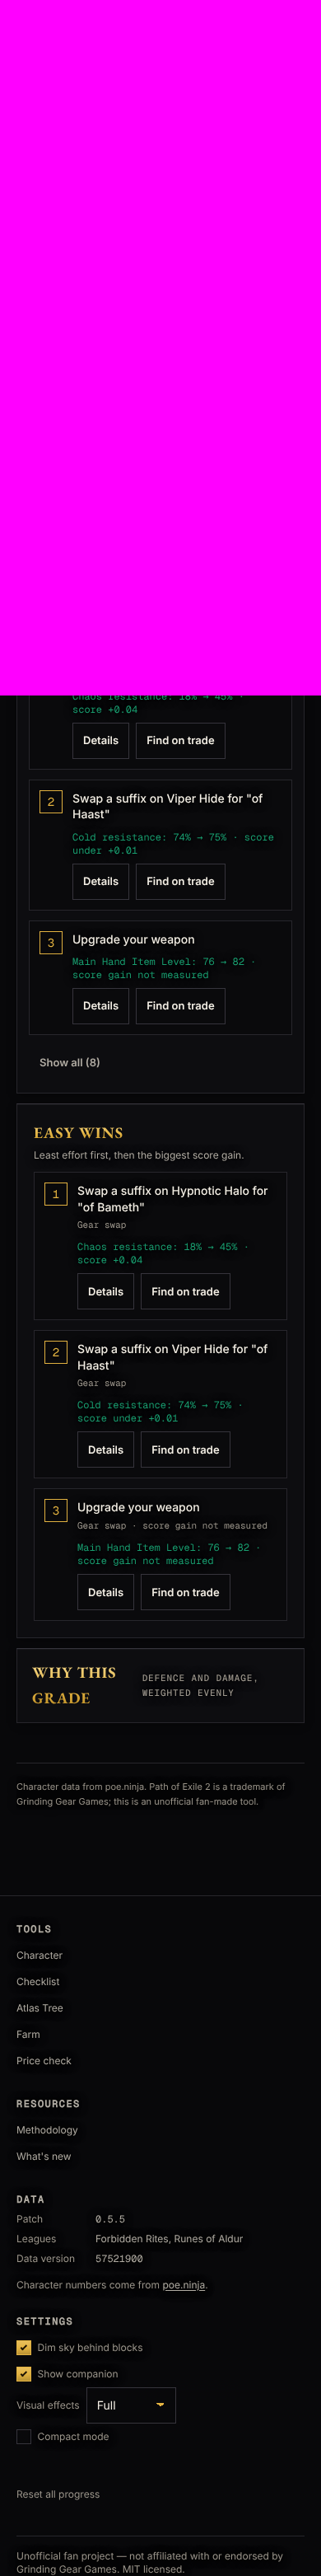 Chaos resistance: 18% → 45% ·
score +0.04
Details Find on trade
2 Swap a suffix on Viper Hide for "of
Haast"
Cold resistance: 74% → 75% · score
under +0.01
Details Find on trade
3 Upgrade your weapon
Main Hand Item Level: 76 → 82 ·
score gain not measured
Details Find on trade
Show all (8)
EASY WINS
Least effort first, then the biggest score gain.
1 Swap a suffix on Hypnotic Halo for
"of Bameth"
Gear swap
Chaos resistance: 18% → 45% ·
score +0.04
Details Find on trade
2 Swap a suffix on Viper Hide for "of
Haast"
Gear swap
Cold resistance: 74% → 75% ·
score under +0.01
Details Find on trade
3 Upgrade your weapon
Gear swap · score gain not measured
Main Hand Item Level: 76 → 82 ·
score gain not measured
Details Find on trade
WHY THIS
GRADE
DEFENCE AND DAMAGE,
WEIGHTED EVENLY
Character data from poe.ninja. Path of Exile 2 is a trademark of
Grinding Gear Games; this is an unofficial fan-made tool.
TOOLS
Character
Checklist
Atlas Tree
Farm
Price check
RESOURCES
Methodology
What's new
DATA
Patch 0.5.5
Leagues Forbidden Rites, Runes of Aldur
Data version 57521900
Character numbers come from poe.ninja.
SETTINGS
Dim sky behind blocks
Show companion
Visual effects Full
Compact mode
Reset all progress
Unofficial fan project — not affiliated with or endorsed by
Grinding Gear Games. MIT licensed.